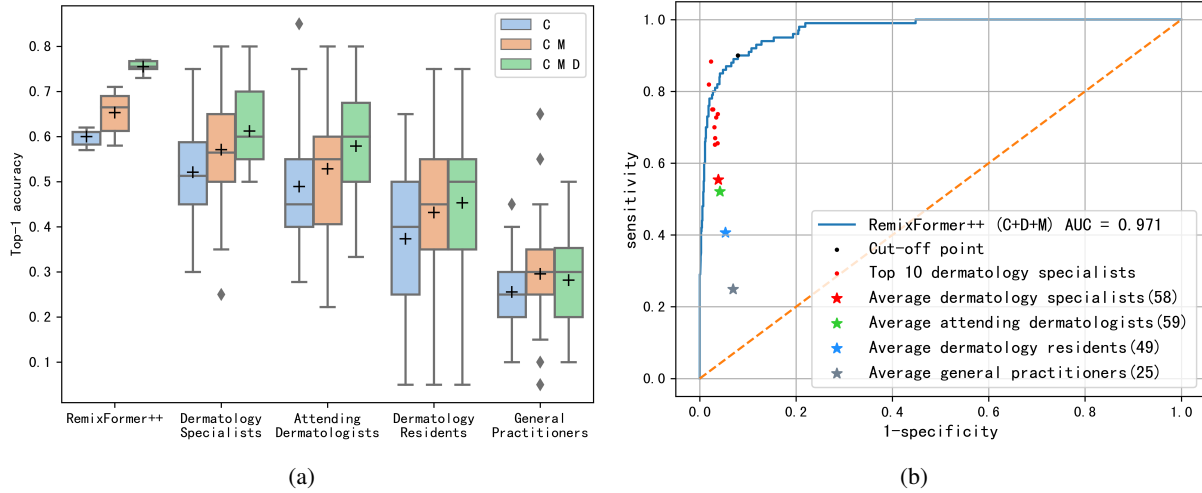 C
C M
C M D
0.8
0.7
0.6
0.5
0.4
0.3
0.2
0.1
Top-1 accuracy
RemixFormer++
Dermatology
Specialists
Attending
Dermatologists
Dermatology
Residents
General
Practitioners
(a)
1.0
0.8
0.6
0.4
0.2
0.0
sensitivity
RemixFormer++ (C+D+M) AUC = 0.971
Cut-off point
Top 10 dermatology specialists
Average dermatology specialists(58)
Average attending dermatologists(59)
Average dermatology residents(49)
Average general practitioners(25)
0.0 0.2 0.4 0.6 0.8 1.0
1-specificity
(b)